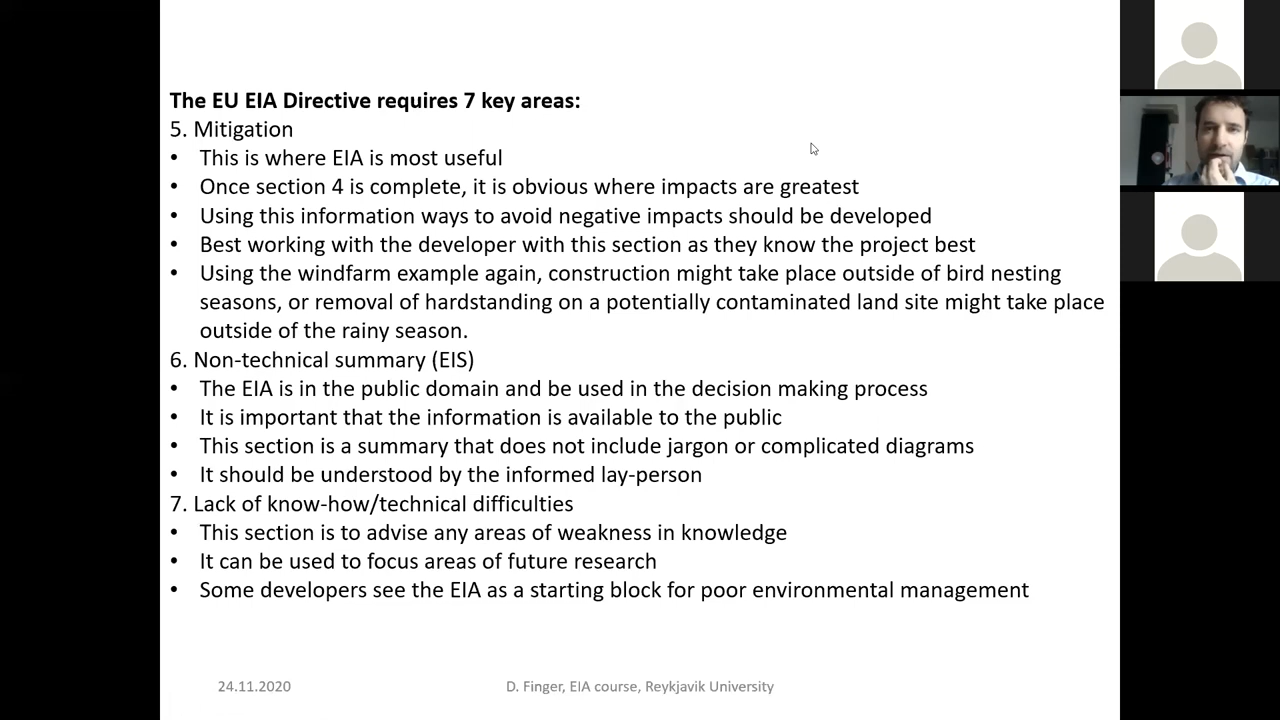 The EU EIA Directive requires 7 key areas:
5. Mitigation
• This is where EIA is most useful
• Once section 4 is complete, it is obvious where impacts are greatest
• Using this information ways to avoid negative impacts should be developed
• Best working with the developer with this section as they know the project best
• Using the windfarm example again, construction might take place outside of bird nesting
seasons, or removal of hardstanding on a potentially contaminated land site might take place
outside of the rainy season.
6. Non-technical summary (EIS)
• The EIA is in the public domain and be used in the decision making process
• It is important that the information is available to the public
• This section is a summary that does not include jargon or complicated diagrams
• It should be understood by the informed lay-person
7. Lack of know-how/technical difficulties
• This section is to advise any areas of weakness in knowledge
• It can be used to focus areas of future research
• Some developers see the EIA as a starting block for poor environmental management
24.11.2020
D. Finger, EIA course, Reykjavik University